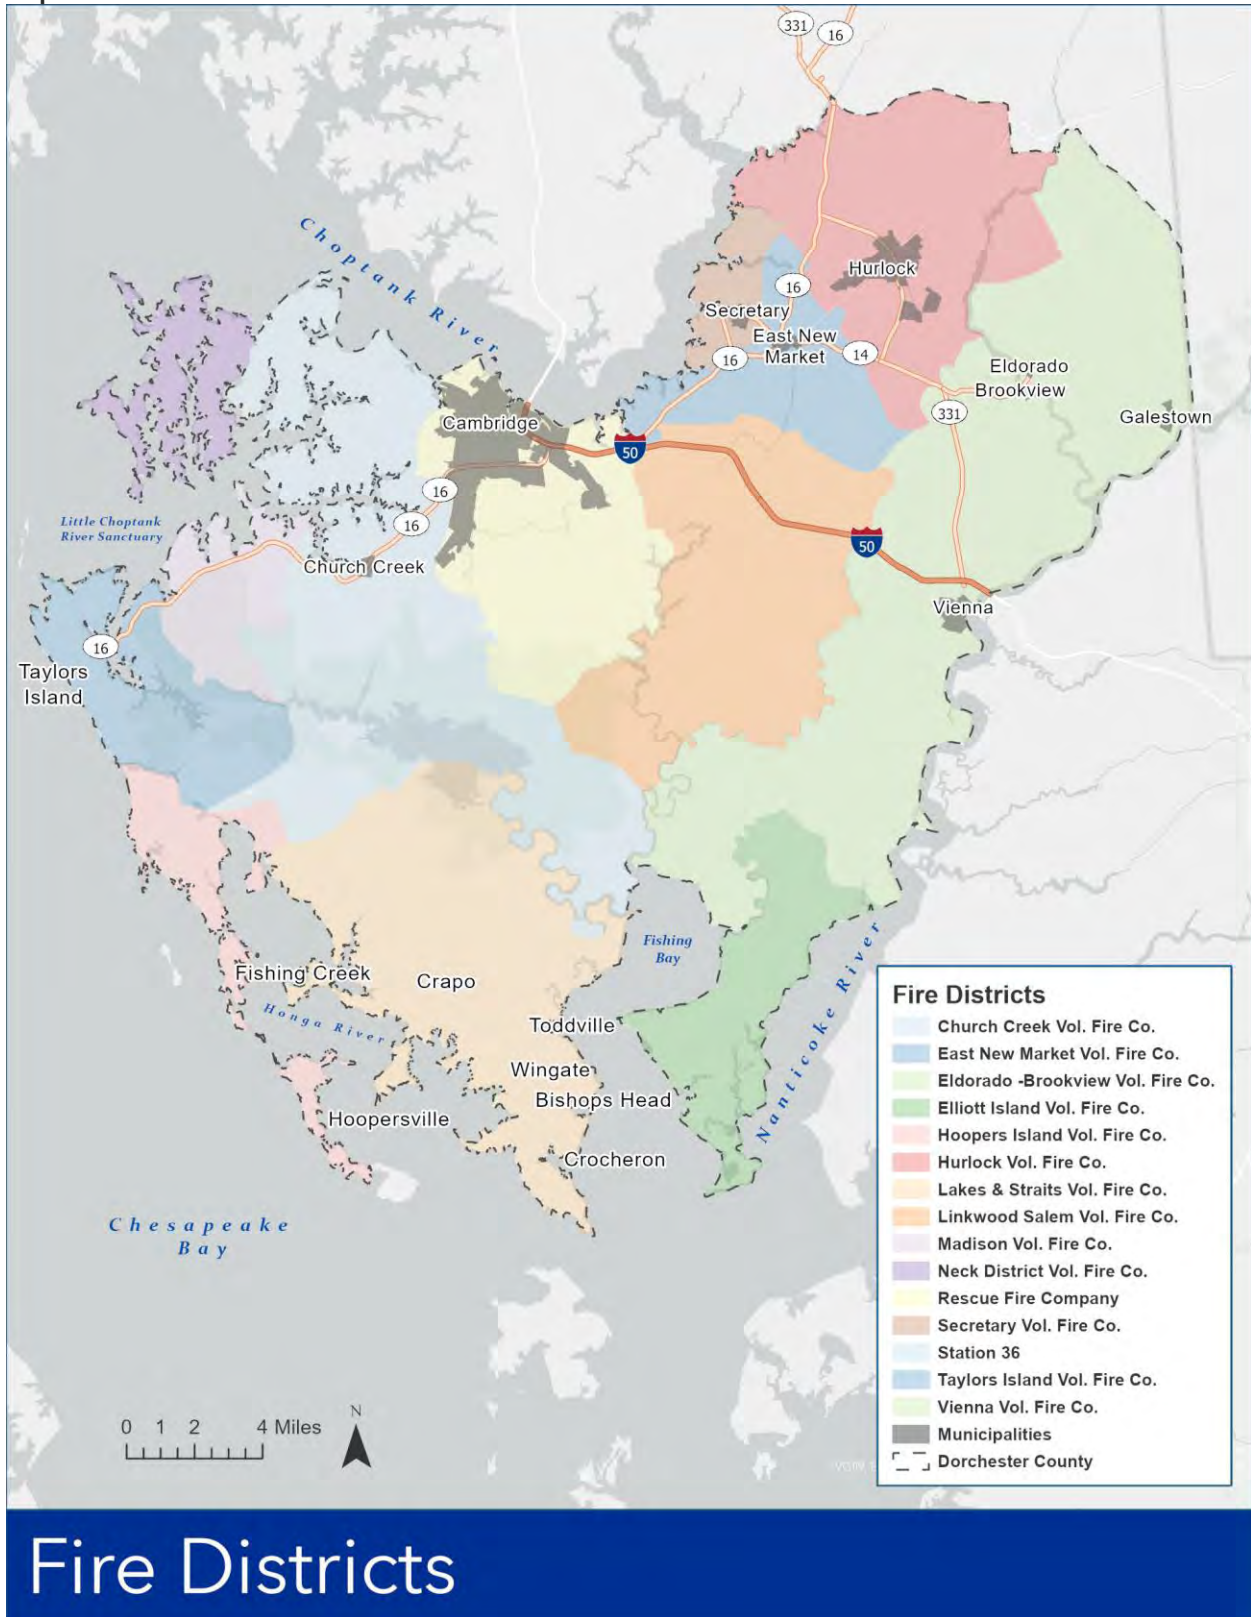 331
16
Choptank River
Hurlock
16
Secretary
East New
Market
16
14
Eldorado
Brookview
331
Galestown
Cambridge
50
16
16
50
Little Choptank
River Sanctuary
Church Creek
Vienna
16
Taylors
Island
Fishing
Bay
Fishing Creek
Crapo
Honga River
Toddville
Wingate
Bishops Head
Hoopersville
Crocheron
Nanticoke River
Chesapeake
Bay
Fire Districts
Church Creek Vol. Fire Co.
East New Market Vol. Fire Co.
Eldorado -Brookview Vol. Fire Co.
Elliott Island Vol. Fire Co.
Hoopers Island Vol. Fire Co.
Hurlock Vol. Fire Co.
Lakes & Straits Vol. Fire Co.
Linkwood Salem Vol. Fire Co.
Madison Vol. Fire Co.
Neck District Vol. Fire Co.
Rescue Fire Company
Secretary Vol. Fire Co.
Station 36
Taylors Island Vol. Fire Co.
Vienna Vol. Fire Co.
Municipalities
Dorchester County
0 1 2 4 Miles
N
Fire Districts